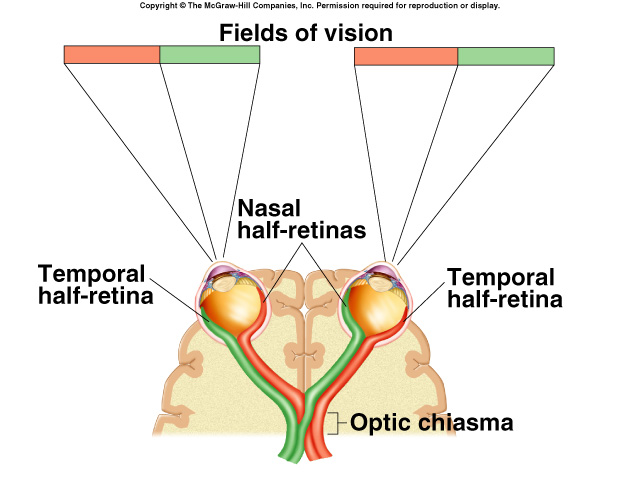 Copyright © The McGraw-Hill Companies, Inc. Permission required for reproduction or display.
Fields of vision
Nasal
half-retinas
Temporal
half-retina
Temporal
half-retina
Optic chiasma